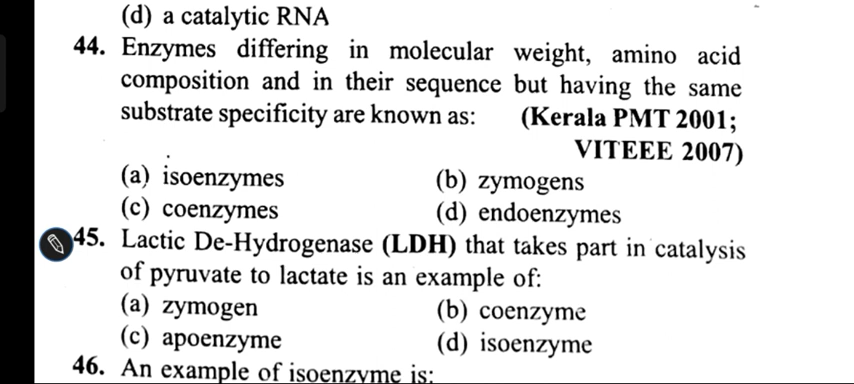 (d) a catalytic RNA
44. Enzymes differing in molecular weight, amino acid
composition and in their sequence but having the same
substrate specificity are known as: (Kerala PMT 2001;
VITEEE 2007)
(a) isoenzymes (b) zymogens
(c) coenzymes (d) endoenzymes
45. Lactic De-Hydrogenase (LDH) that takes part in catalysis
of pyruvate to lactate is an example of:
(a) zymogen (b) coenzyme
(c) apoenzyme (d) isoenzyme
46. An example of isoenzyme is: